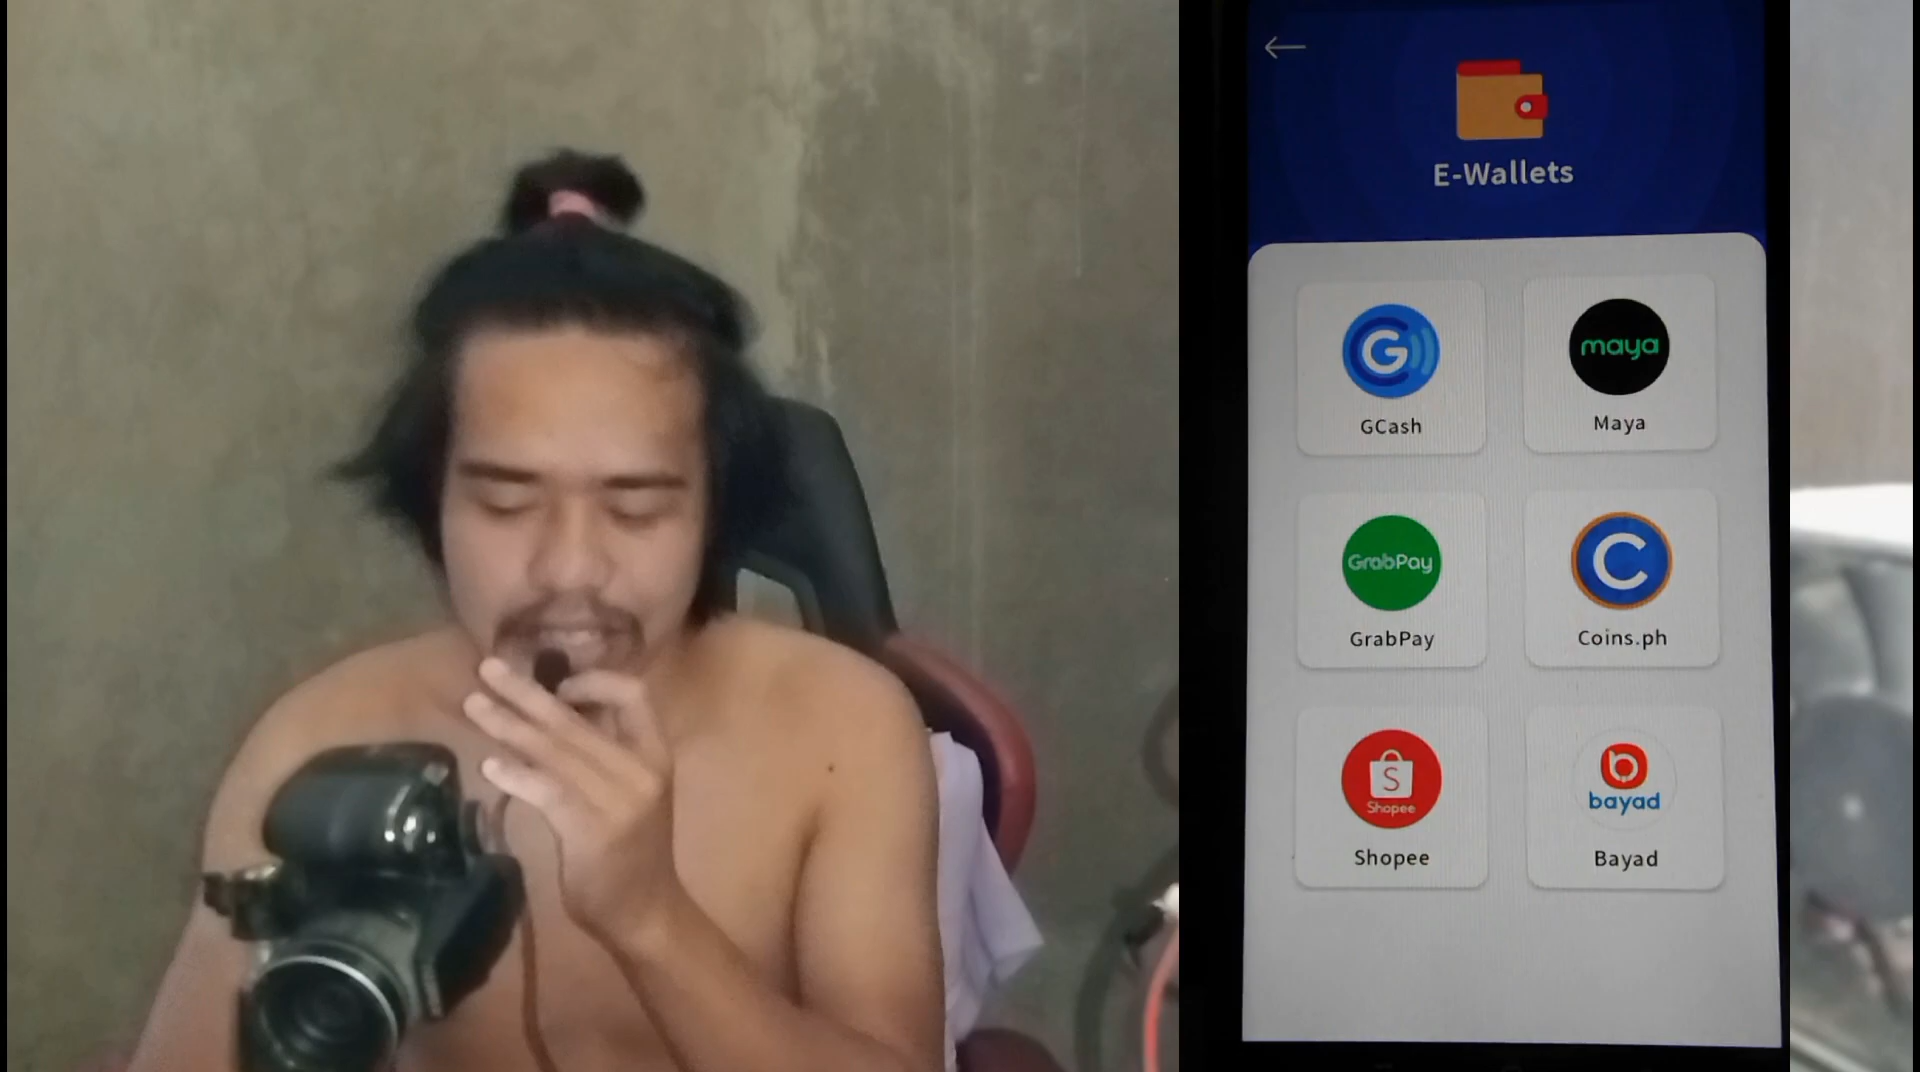 E-Wallets
G
maya
GCash
Maya
GrabPay
C
GrabPay
Coins.ph
S
Shopee
b
bayad
Shopee
Bayad